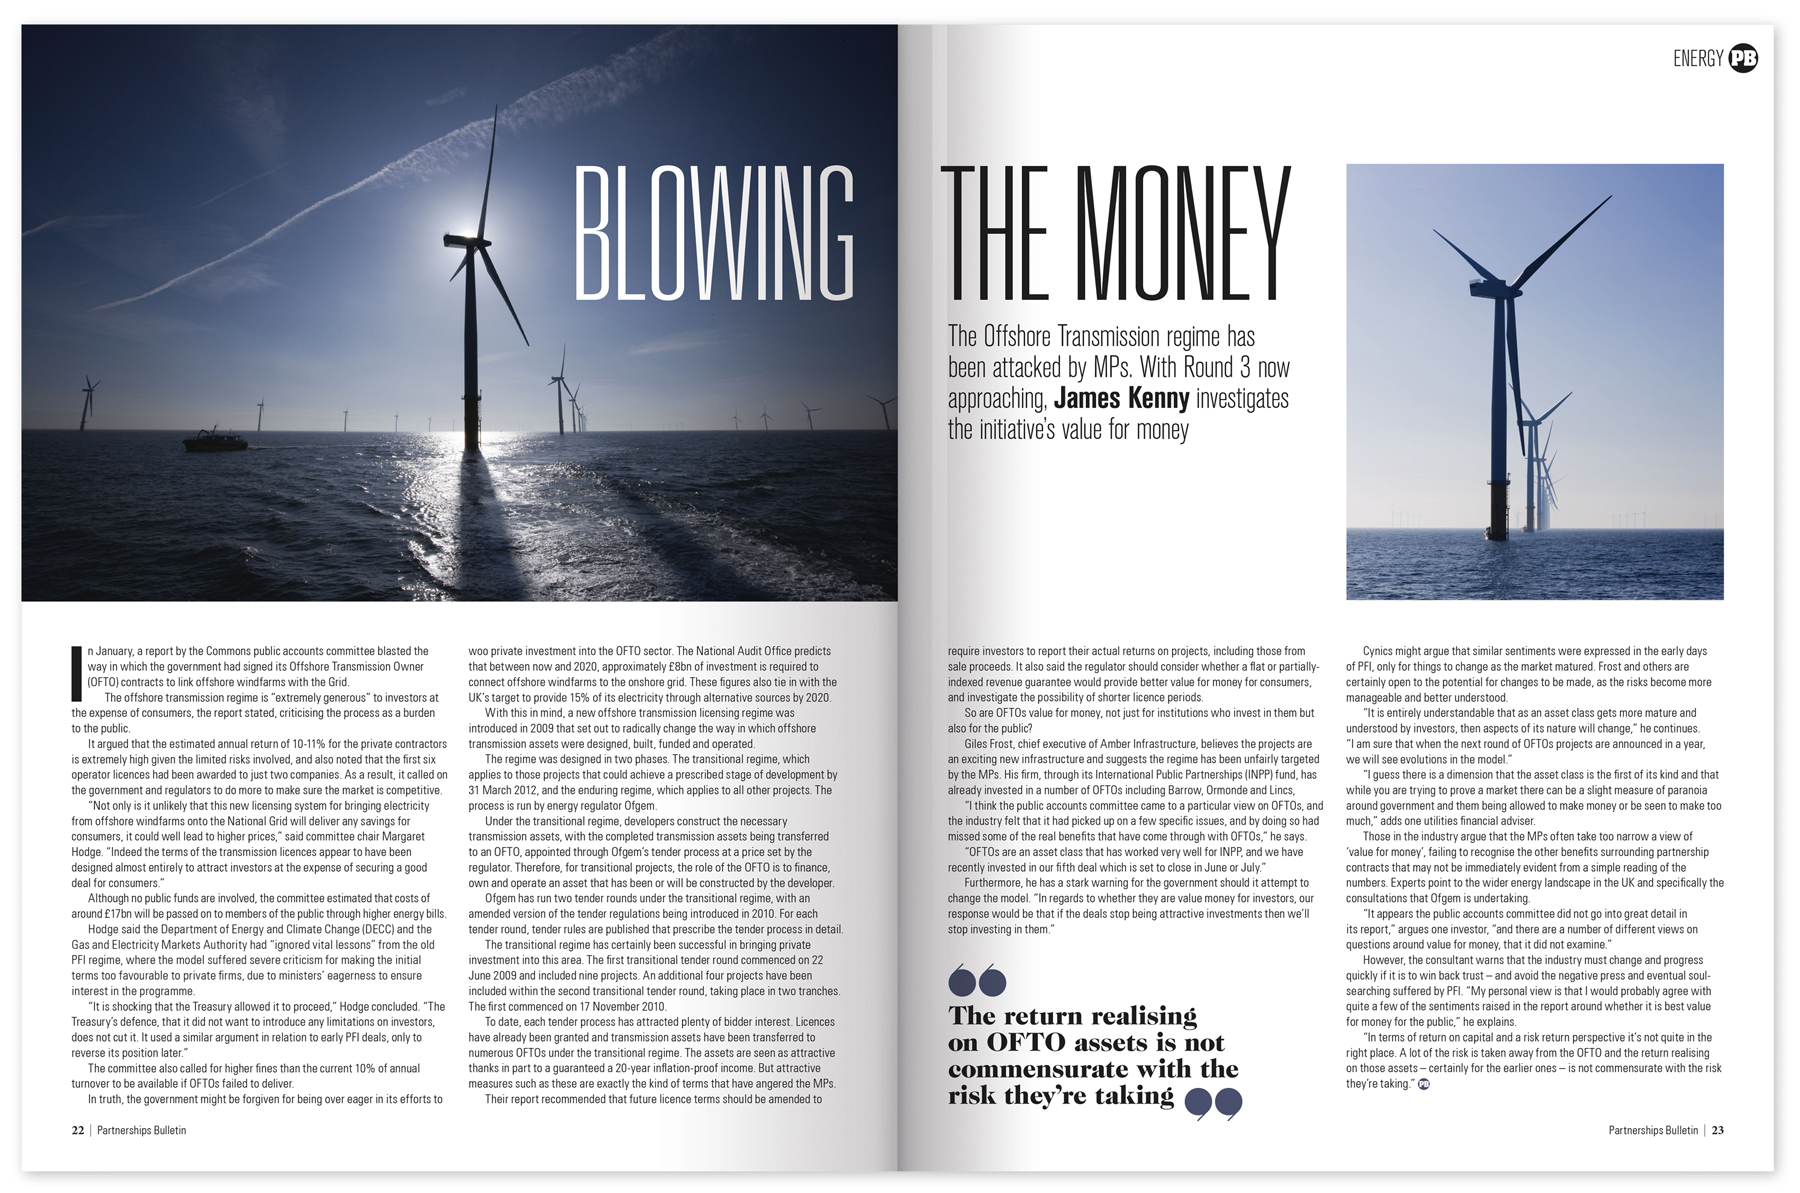 ENERGY PB
BLOWING THE MONEY
The Offshore Transmission regime has
been attacked by MPs. With Round 3 now
approaching, James Kenny investigates
the initiative's value for money
In January, a report by the Commons public accounts committee blasted the
way in which the government had signed its Offshore Transmission Owner
(OFTO) contracts to link offshore windfarms with the Grid.
The offshore transmission regime is “extremely generous” to investors at
the expense of consumers, the report stated, criticising the process as a burden
to the public.
It argued that the estimated annual return of 10-11% for the private contractors
is extremely high given the limited risks involved, and also noted that the first six
operator licences had been awarded to just two companies. As a result, it called on
the government and regulators to do more to make sure the market is competitive.
“Not only is it unlikely that this new licensing system for bringing electricity
from offshore windfarms onto the National Grid will deliver any savings for
consumers, it could well lead to higher prices,” said committee chair Margaret
Hodge. “Indeed the terms of the transmission licences appear to have been
designed almost entirely to attract investors at the expense of securing a good
deal for consumers.”
Although no public funds are involved, the committee estimated that costs of
around £17bn will be passed on to members of the public through higher energy bills.
Hodge said the Department of Energy and Climate Change (DECC) and the
Gas and Electricity Markets Authority had “ignored vital lessons” from the old
PFI regime, where the model suffered severe criticism for making the initial
terms too favourable to private firms, due to ministers’ eagerness to ensure
interest in the programme.
“It is shocking that the Treasury allowed it to proceed,” Hodge concluded. “The
Treasury’s defence, that it did not want to introduce any limitations on investors,
does not cut it. It used a similar argument in relation to early PFI deals, only to
reverse its position later.”
The committee also called for higher fines than the current 10% of annual
turnover to be available if OFTOs failed to deliver.
In truth, the government might be forgiven for being over eager in its efforts to
woo private investment into the OFTO sector. The National Audit Office predicts
that between now and 2020, approximately £8bn of investment is required to
connect offshore windfarms to the onshore grid. These figures also tie in with the
UK’s target to provide 15% of its electricity through alternative sources by 2020.
With this in mind, a new offshore transmission licensing regime was
introduced in 2009 that set out to radically change the way in which offshore
transmission assets were designed, built, funded and operated.
The regime was designed in two phases. The transitional regime, which
applies to those projects that could achieve a prescribed stage of development by
31 March 2012, and the enduring regime, which applies to all other projects. The
process is run by energy regulator Ofgem.
Under the transitional regime, developers construct the necessary
transmission assets, with the completed transmission assets being transferred
to an OFTO, appointed through Ofgem’s tender process at a price set by the
regulator. Therefore, for transitional projects, the role of the OFTO is to finance,
own and operate an asset that has been or will be constructed by the developer.
Ofgem has run two tender rounds under the transitional regime, with an
amended version of the tender regulations being introduced in 2010. For each
tender round, tender rules are published that prescribe the tender process in detail.
The transitional regime has certainly been successful in bringing private
investment into this area. The first transitional tender round commenced on 22
June 2009 and included nine projects. An additional four projects have been
included within the second transitional tender round, taking place in two tranches.
The first commenced on 17 November 2010.
To date, each tender process has attracted plenty of bidder interest. Licences
have already been granted and transmission assets have been transferred to
numerous OFTOs under the transitional regime. The assets are seen as attractive
thanks in part to a guaranteed a 20-year inflation-proof income. But attractive
measures such as these are exactly the kind of terms that have angered the MPs.
Their report recommended that future licence terms should be amended to
require investors to report their actual returns on projects, including those from
sale proceeds. It also said the regulator should consider whether a flat or partially-
indexed revenue guarantee would provide better value for money for consumers,
and investigate the possibility of shorter licence periods.
So are OFTOs value for money, not just for institutions who invest in them but
also for the public?
Giles Frost, chief executive of Amber Infrastructure, believes the projects are
an exciting new infrastructure and suggests the regime has been unfairly targeted
by the MPs. His firm, through its International Public Partnerships (INPP) fund, has
already invested in a number of OFTOs including Barrow, Ormonde and Lincs,
“I think the public accounts committee came to a particular view on OFTOs, and
the industry felt that it had picked up on a few specific issues, and by doing so had
missed some of the real benefits that have come through with OFTOs,” he says.
“OFTOs are an asset class that has worked very well for INPP, and we have
recently invested in our fifth deal which is set to close in June or July.”
Furthermore, he has a stark warning for the government should it attempt to
change the model. “In regards to whether they are value money for investors, our
response would be that if the deals stop being attractive investments then we’ll
stop investing in them.”
“
The return realising
on OFTO assets is not
commensurate with the
risk they’re taking ”
Cynics might argue that similar sentiments were expressed in the early days
of PFI, only for things to change as the market matured. Frost and others are
certainly open to the potential for changes to be made, as the risks become more
manageable and better understood.
“It is entirely understandable that as an asset class gets more mature and
understood by investors, then aspects of its nature will change,” he continues.
“I am sure that when the next round of OFTOs projects are announced in a year,
we will see evolutions in the model.”
“I guess there is a dimension that the asset class is the first of its kind and that
while you are trying to prove a market there can be a slight measure of paranoia
around government and them being allowed to make money or be seen to make too
much,” adds one utilities financial adviser.
Those in the industry argue that the MPs often take too narrow a view of
‘value for money’, failing to recognise the other benefits surrounding partnership
contracts that may not be immediately evident from a simple reading of the
numbers. Experts point to the wider energy landscape in the UK and specifically the
consultations that Ofgem is undertaking.
“It appears the public accounts committee did not go into great detail in
its report,” argues one investor, “and there are a number of different views on
questions around value for money, that it did not examine.”
However, the consultant warns that the industry must change and progress
quickly if it is to win back trust – and avoid the negative press and eventual soul-
searching suffered by PFI. “My personal view is that I would probably agree with
quite a few of the sentiments raised in the report around whether it is best value
for money for the public,” he explains.
“In terms of return on capital and a risk return perspective it’s not quite in the
right place. A lot of the risk is taken away from the OFTO and the return realising
on those assets – certainly for the earlier ones – is not commensurate with the risk
they’re taking.” PB
22 | Partnerships Bulletin
Partnerships Bulletin | 23